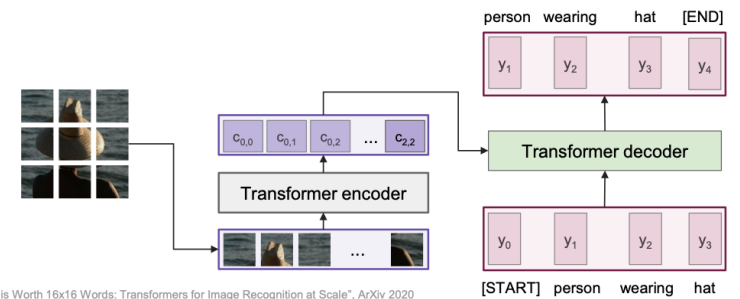 person wearing hat [END]
y1 y2 y3 y4
c0,0 c0,1 c0,2 ... c2,2
Transformer decoder
Transformer encoder
...
y0 y1 y2 y3
[START] person wearing hat
is Worth 16x16 Words: Transformers for Image Recognition at Scale", ArXiv 2020